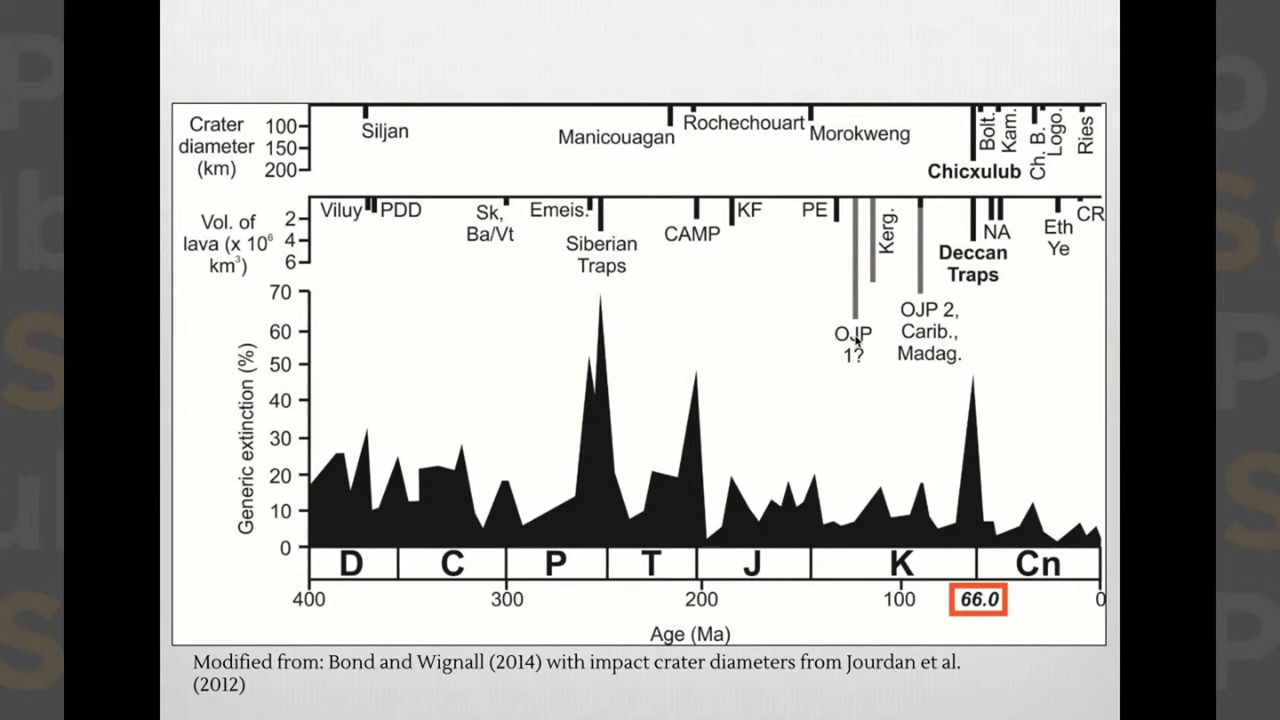 Crater
diameter
(km)
100
150
200
Siljan
Manicouagan
Rochechouart
Morokweng
Chicxulub
Bolt.
Kam.
Ch. B.
Logo.
Ries
Vol. of
lava (x 10⁶
km³)
2
4
6
Viluy
PDD
Sk,
Ba/Vt
Emeis.
Siberian
Traps
CAMP
KF
PE
Kerg.
OJP
1?
OJP 2,
Carib.,
Madag.
Deccan
Traps
NA
Eth
Ye
CR
Generic extinction (%)
70
60
50
40
30
20
10
0
D C P T J K Cn
400 300 200 100 66.0 0
Age (Ma)
Modified from: Bond and Wignall (2014) with impact crater diameters from Jourdan et al.
(2012)